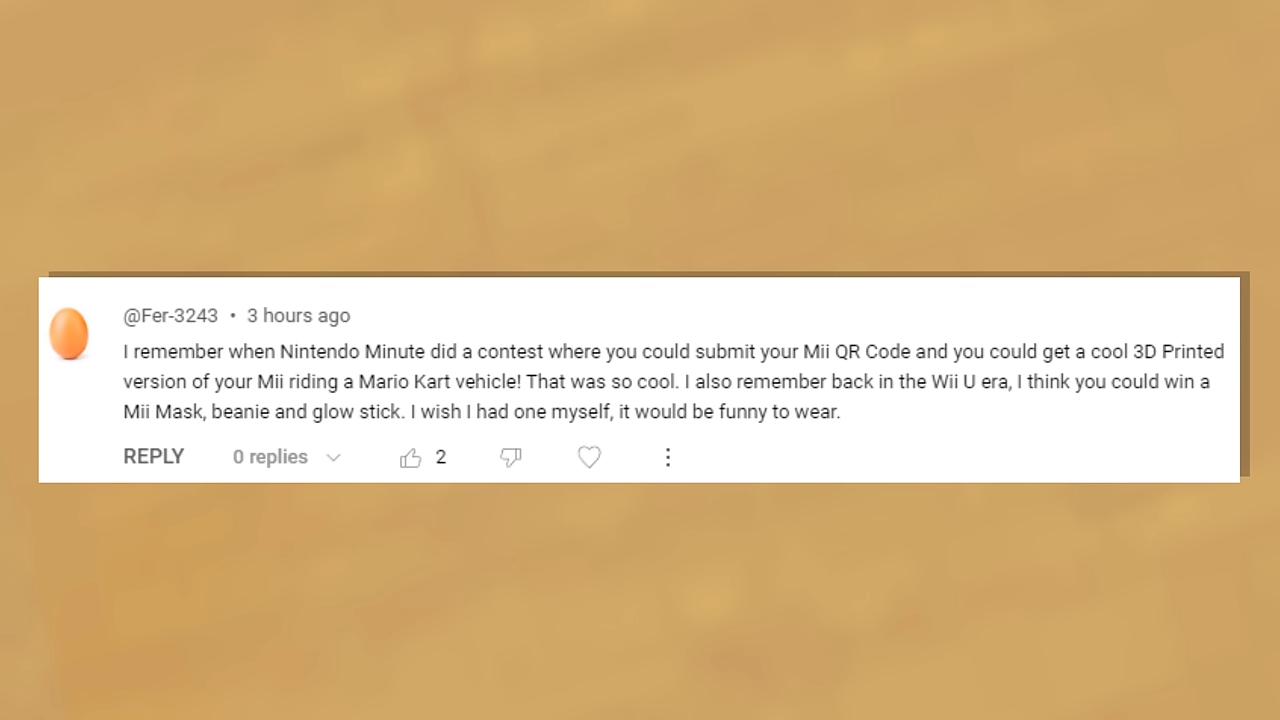 @Fer-3243 • 3 hours ago
I remember when Nintendo Minute did a contest where you could submit your Mii QR Code and you could get a cool 3D Printed
version of your Mii riding a Mario Kart vehicle! That was so cool. I also remember back in the Wii U era, I think you could win a
Mii Mask, beanie and glow stick. I wish I had one myself, it would be funny to wear.
REPLY 0 replies 2